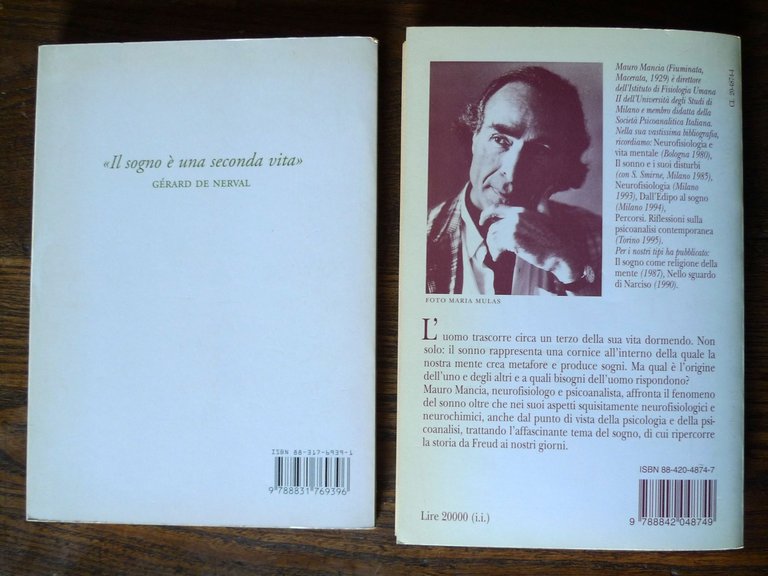 «Il sogno è una seconda vita»
GÉRARD DE NERVAL
ISBN 88-317-6939-1
9 788831 769396
Mauro Mancia (Fiuminata,
Macerata, 1929) è direttore
dell'Istituto di Fisiologia Umana
II dell'Università degli Studi di
Milano e membro didatta della
Società Psicoanalitica Italiana.
Nella sua vastissima bibliografia,
ricordiamo: Neurofisiologia e
vita mentale (Bologna 1980),
Il sonno e i suoi disturbi
(con S. Smirne, Milano 1985),
Neurofisiologia (Milano
1993), Dall'Edipo al sogno
(Milano 1994),
Percorsi. Riflessioni sulla
psicoanalisi contemporanea
(Torino 1995).
Per i nostri tipi ha pubblicato:
Il sogno come religione della
mente (1987), Nello sguardo
di Narciso (1990).
CL 20-4874-4
FOTO MARIA MULAS
L'uomo trascorre circa un terzo della sua vita dormendo. Non
solo: il sonno rappresenta una cornice all'interno della quale la
nostra mente crea metafore e produce sogni. Ma qual è l'origine
dell'uno e degli altri e a quali bisogni dell'uomo rispondono?
Mauro Mancia, neurofisiologo e psicoanalista, affronta il fenomeno
del sonno oltre che nei suoi aspetti squisitamente neurofisiologici e
neurochimici, anche dal punto di vista della psicologia e della psi-
coanalisi, trattando l'affascinante tema del sogno, di cui ripercorre
la storia da Freud ai nostri giorni.
ISBN 88-420-4874-7
9 788842 048749
Lire 20000 (i.i.)